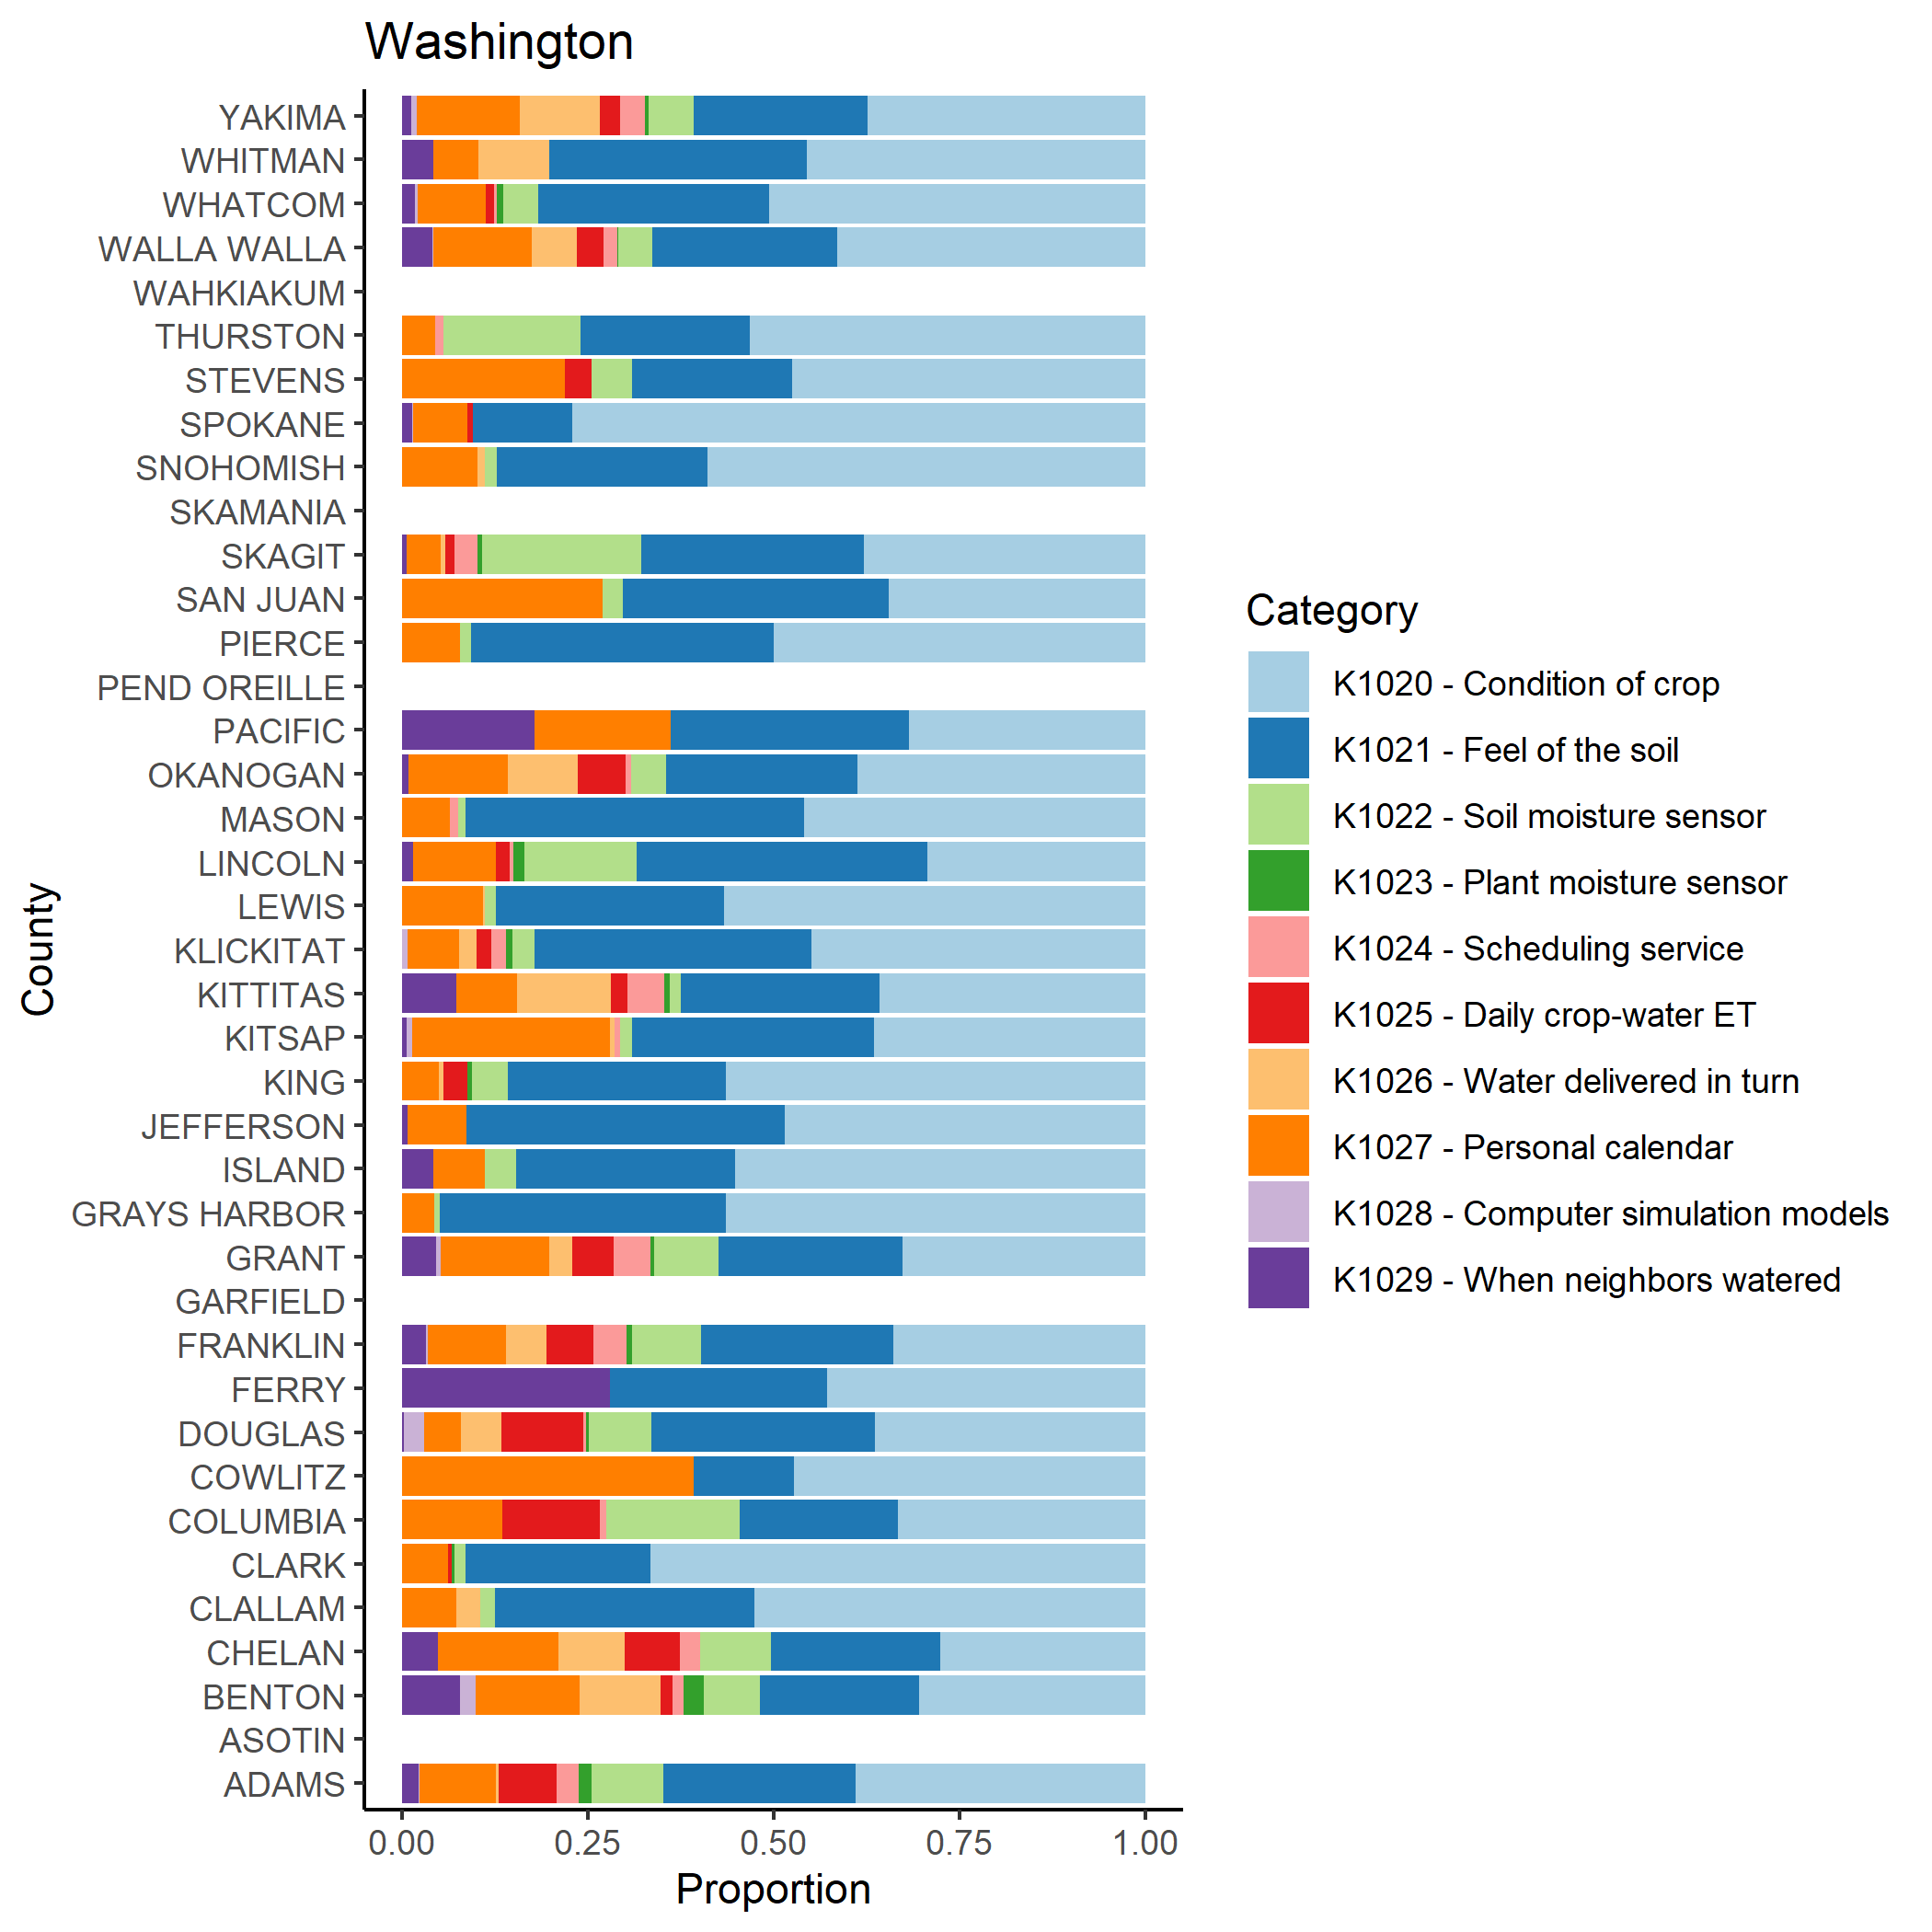 Washington
County
YAKIMA
WHITMAN
WHATCOM
WALLA WALLA
WAHKIAKUM
THURSTON
STEVENS
SPOKANE
SNOHOMISH
SKAMANIA
SKAGIT
SAN JUAN
PIERCE
PEND OREILLE
PACIFIC
OKANOGAN
MASON
LINCOLN
LEWIS
KLICKITAT
KITTITAS
KITSAP
KING
JEFFERSON
ISLAND
GRAYS HARBOR
GRANT
GARFIELD
FRANKLIN
FERRY
DOUGLAS
COWLITZ
COLUMBIA
CLARK
CLALLAM
CHELAN
BENTON
ASOTIN
ADAMS
0.00 0.25 0.50 0.75 1.00
Proportion
Category
K1020 - Condition of crop
K1021 - Feel of the soil
K1022 - Soil moisture sensor
K1023 - Plant moisture sensor
K1024 - Scheduling service
K1025 - Daily crop-water ET
K1026 - Water delivered in turn
K1027 - Personal calendar
K1028 - Computer simulation models
K1029 - When neighbors watered